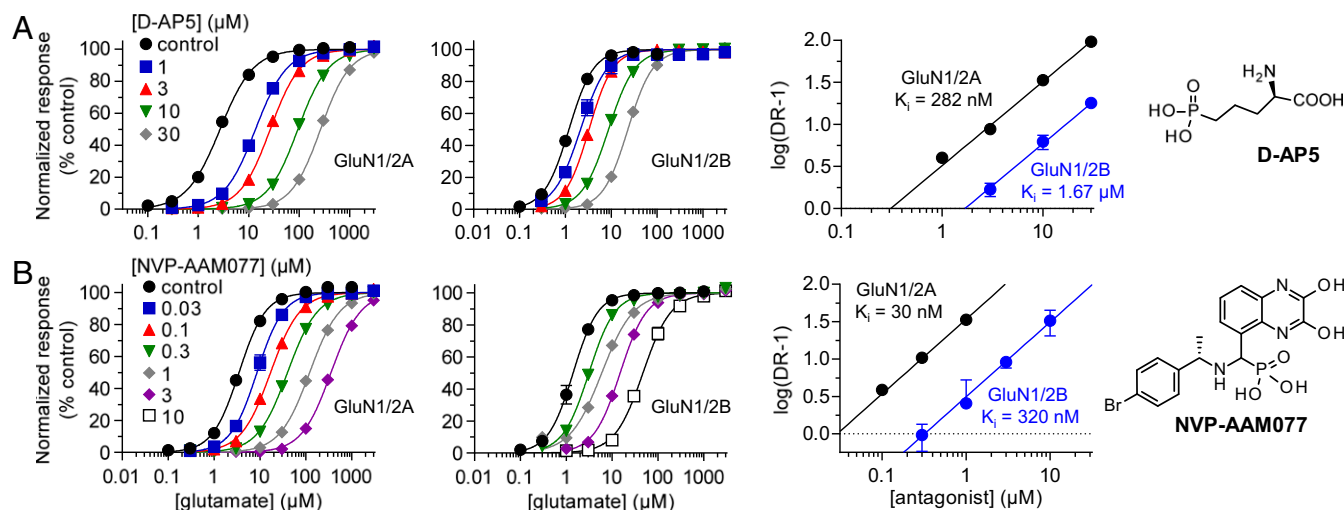 A
[D-AP5] (µM)
control
1
3
10
30
Normalized response
(% control)
100
80
60
40
20
0
0.1 1 10 100 1000
GluN1/2A
100
80
60
40
20
0
0.1 1 10 100 1000
GluN1/2B
log(DR-1)
2.0
1.5
1.0
0.5
0.0
0.1 1 10
GluN1/2A
Ki = 282 nM
GluN1/2B
Ki = 1.67 µM
H2N
O
HO P COOH
HO
D-AP5
B
[NVP-AAM077] (µM)
control
0.03
0.1
0.3
1
3
10
Normalized response
(% control)
100
80
60
40
20
0
0.1 1 10 100 1000
[glutamate] (µM)
GluN1/2A
100
80
60
40
20
0
0.1 1 10 100 1000
[glutamate] (µM)
GluN1/2B
log(DR-1)
2.0
1.5
1.0
0.5
0.0
0.1 1 10
[antagonist] (µM)
GluN1/2A
Ki = 30 nM
GluN1/2B
Ki = 320 nM
N OH
N OH
O
N P
H HO OH
Br
NVP-AAM077